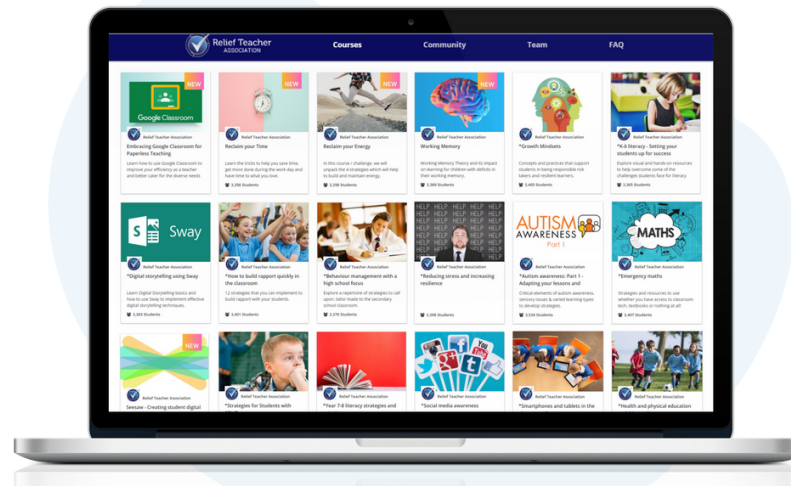 Relief Teacher
ASSOCIATION
Courses
Community
Team
FAQ
NEW
Google Classroom
Relief Teacher Association
Embracing Google Classroom for
Paperless Teaching
Learn how to use Google Classroom to
improve your efficiency as a teacher
and better cater for the diverse needs
NEW
Relief Teacher Association
Reclaim your Time
Learn the tricks to help you save time,
get more done during the work day and
have time to what you love.
NEW
Relief Teacher Association
Reclaim your Energy
In this course / challenge, we will
unpack the 4 strategies which will help
to build and maintain energy.
NEW
Relief Teacher Association
Working Memory
Working Memory Theory and its impact
on learning for children with deficits in
their working memory.
Relief Teacher Association
*Growth Mindsets
Concepts and practices that support
students in being responsible risk
takers and resilient learners.
Relief Teacher Association
*K-6 literacy - Setting your
students up for success
Explore visual and hands-on resources
to help overcome some of the
challenges students face for literacy.
S
Sway
Relief Teacher Association
*Digital storytelling using Sway
Learn Digital Storytelling basics and
how to use Sway to implement effective
digital storytelling techniques.
Relief Teacher Association
*How to build rapport quickly in
the classroom
12 strategies that you can implement to
build rapport with your students.
Relief Teacher Association
*Behaviour management with a
high school focus
Explore a repertoire of strategies to call
upon; tailor made to the secondary
school classroom.
HELP HELP HELP HELP HELP
Relief Teacher Association
*Reducing stress and increasing
resilience
AUTISM
AWARENESS
Part 1
Relief Teacher Association
*Autism awareness: Part 1 -
Adapting your lessons and
Critical elements of autism awareness,
sensory issues & varied learning types
to develop strategies.
MATHS
Relief Teacher Association
*Emergency maths
Strategies and resources to use
whether you have access to classroom
tech, textbooks or nothing at all!
NEW
Relief Teacher Association
Seesaw - Creating student digital
Relief Teacher Association
*Strategies for Students with
Relief Teacher Association
*Year 7-8 literacy strategies and
You
Tube
Relief Teacher Association
*Social media awareness
Relief Teacher Association
*Smartphones and tablets in the
Relief Teacher Association
*Health and physical education